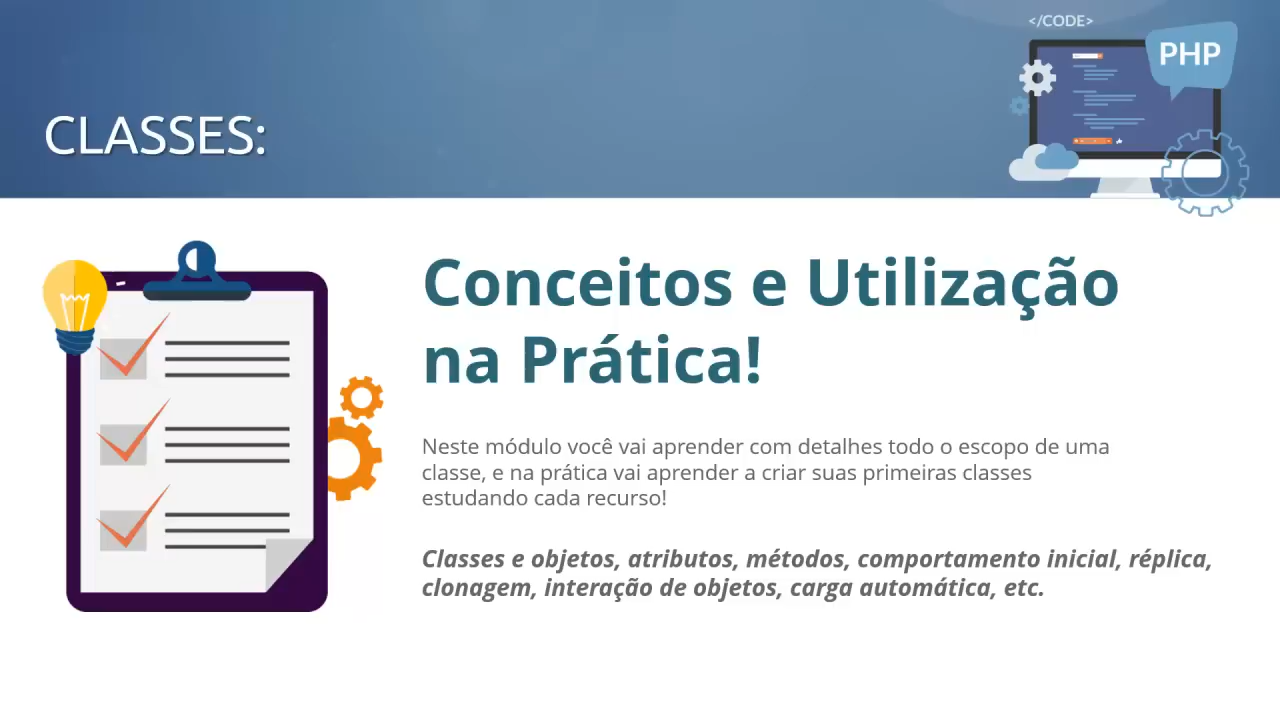 </CODE>
PHP
CLASSES:
Conceitos e Utilização
na Prática!
Neste módulo você vai aprender com detalhes todo o escopo de uma
classe, e na prática vai aprender a criar suas primeiras classes
estudando cada recurso!
Classes e objetos, atributos, métodos, comportamento inicial, réplica,
clonagem, interação de objetos, carga automática, etc.